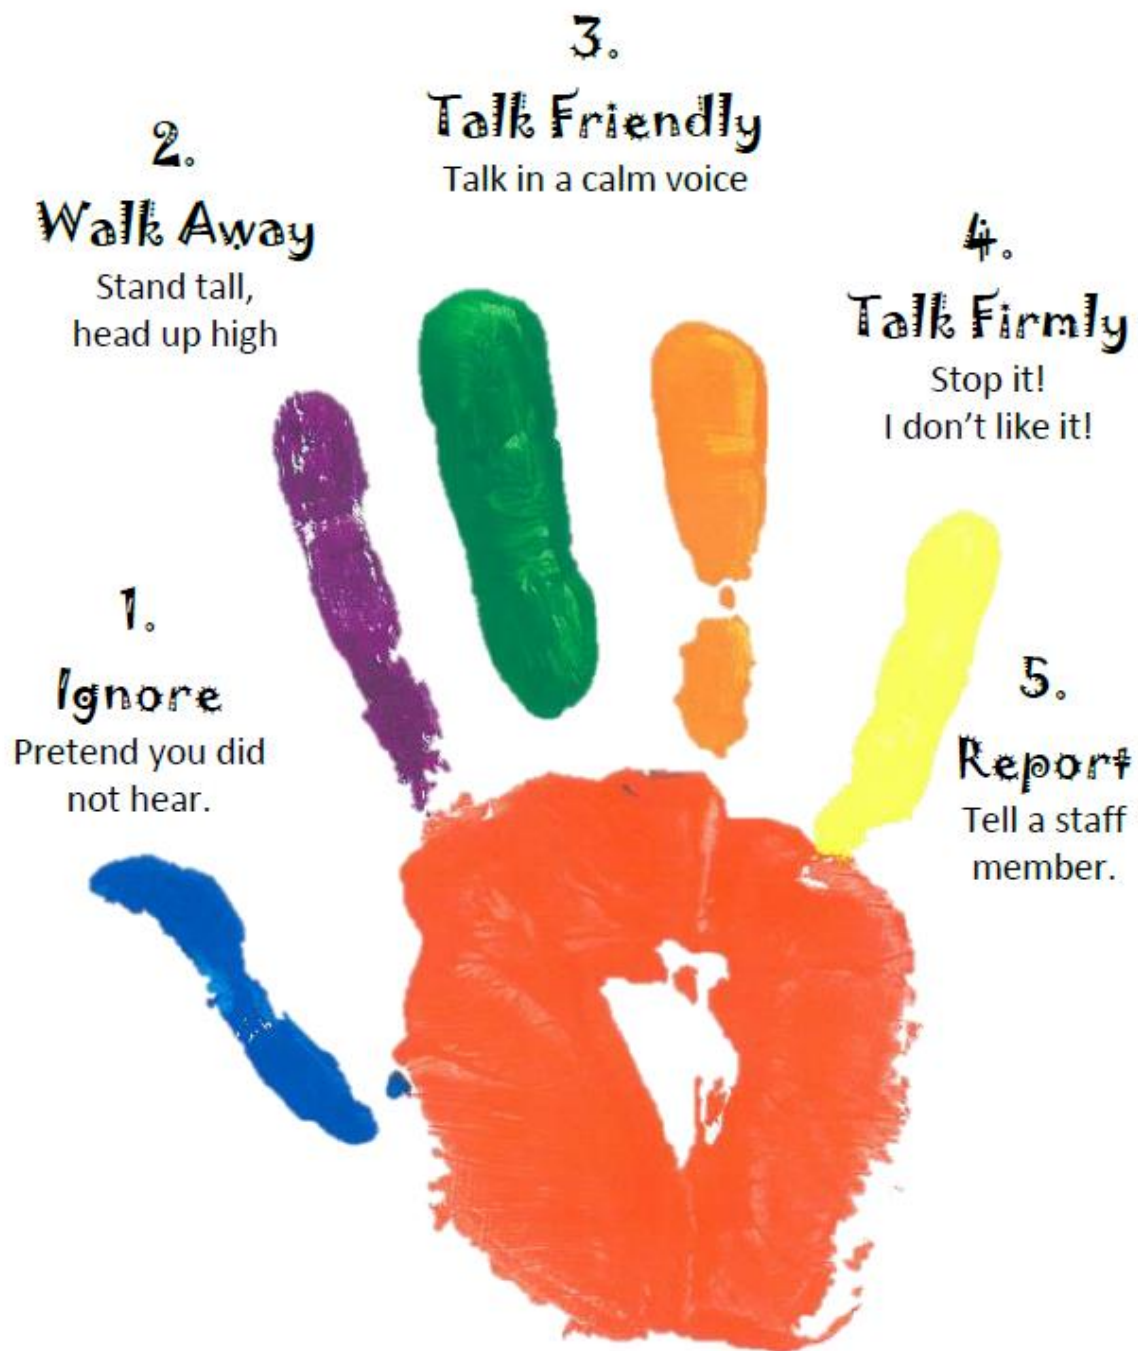 1.
Ignore
Pretend you did
not hear.
2.
Walk Away
Stand tall,
head up high
3.
Talk Friendly
Talk in a calm voice
4.
Talk Firmly
Stop it!
I don’t like it!
5.
Report
Tell a staff
member.